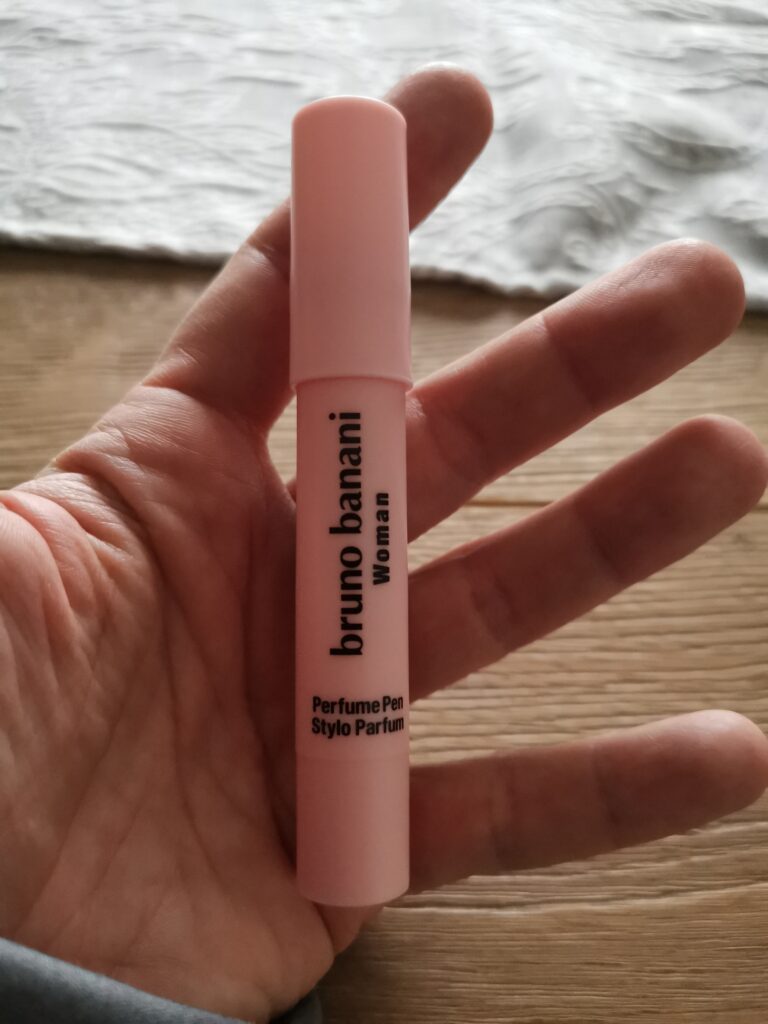 bruno banani
Woman
Perfume Pen
Stylo Parfum